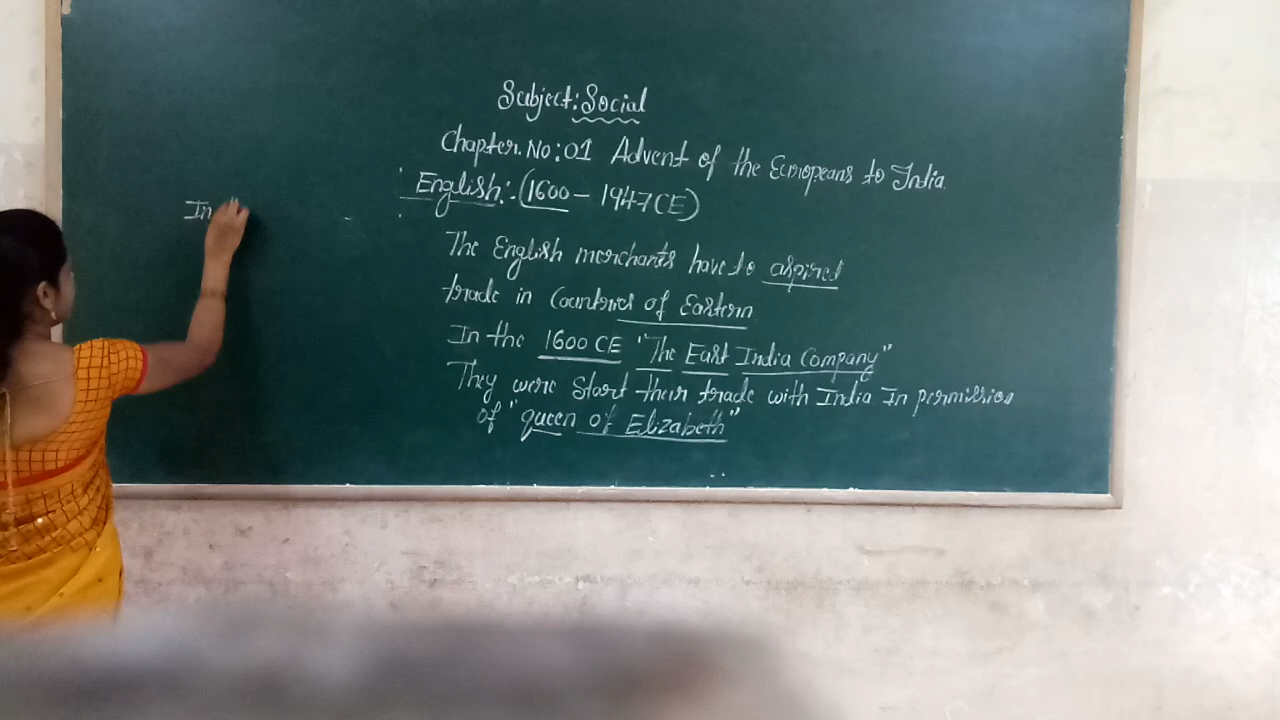 Subject: Social
Chapter.No:01 Advent of the Europeans to India
English:-(1600 – 1947CE)
The English merchants have to aspired
trade in Countries of Eastern
In the 1600 CE "The East India Company"
They were start their trade with India In permission
of "queen of Elizabeth"
In